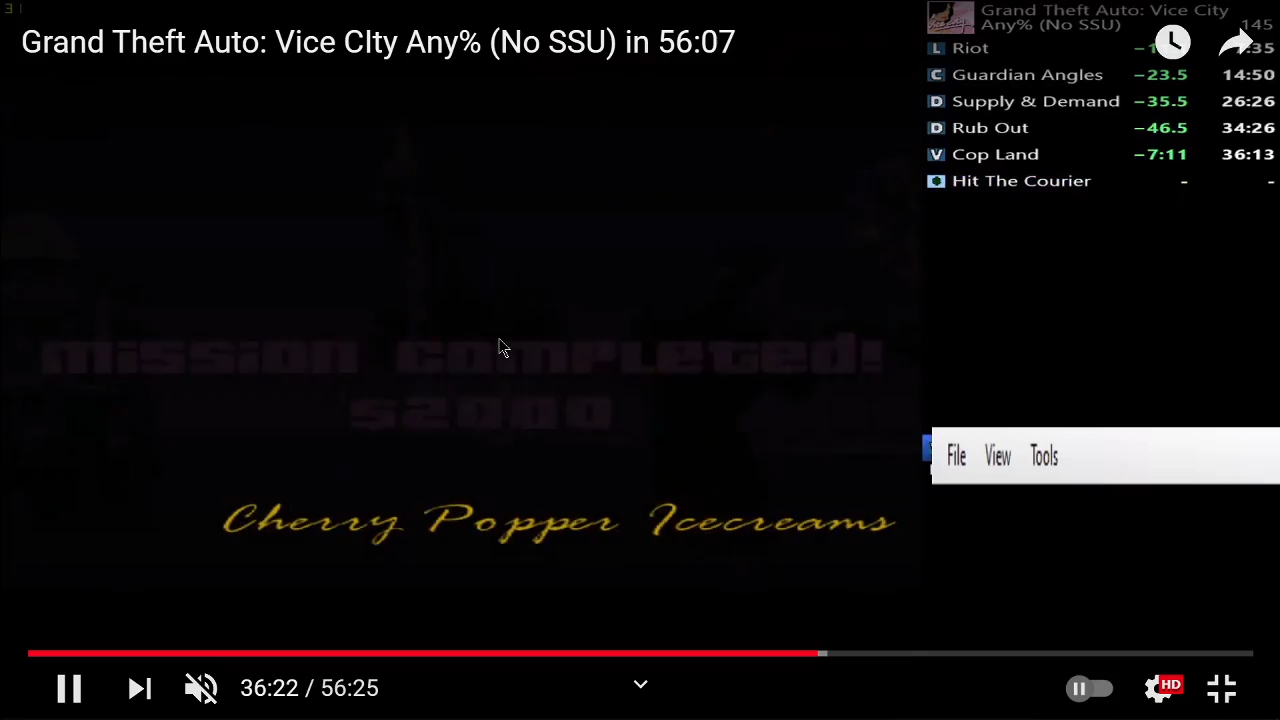 Grand Theft Auto: Vice CIty Any% (No SSU) in 56:07
Grand Theft Auto: Vice City
Any% (No SSU) 145
Riot
Guardian Angles -23.5 14:50
Supply & Demand -35.5 26:26
Rub Out -46.5 34:26
Cop Land -7:11 36:13
Hit The Courier - -
File View Tools
mission completed!
$2000
Cherry Popper Icecreams
36:22 / 56:25
HD